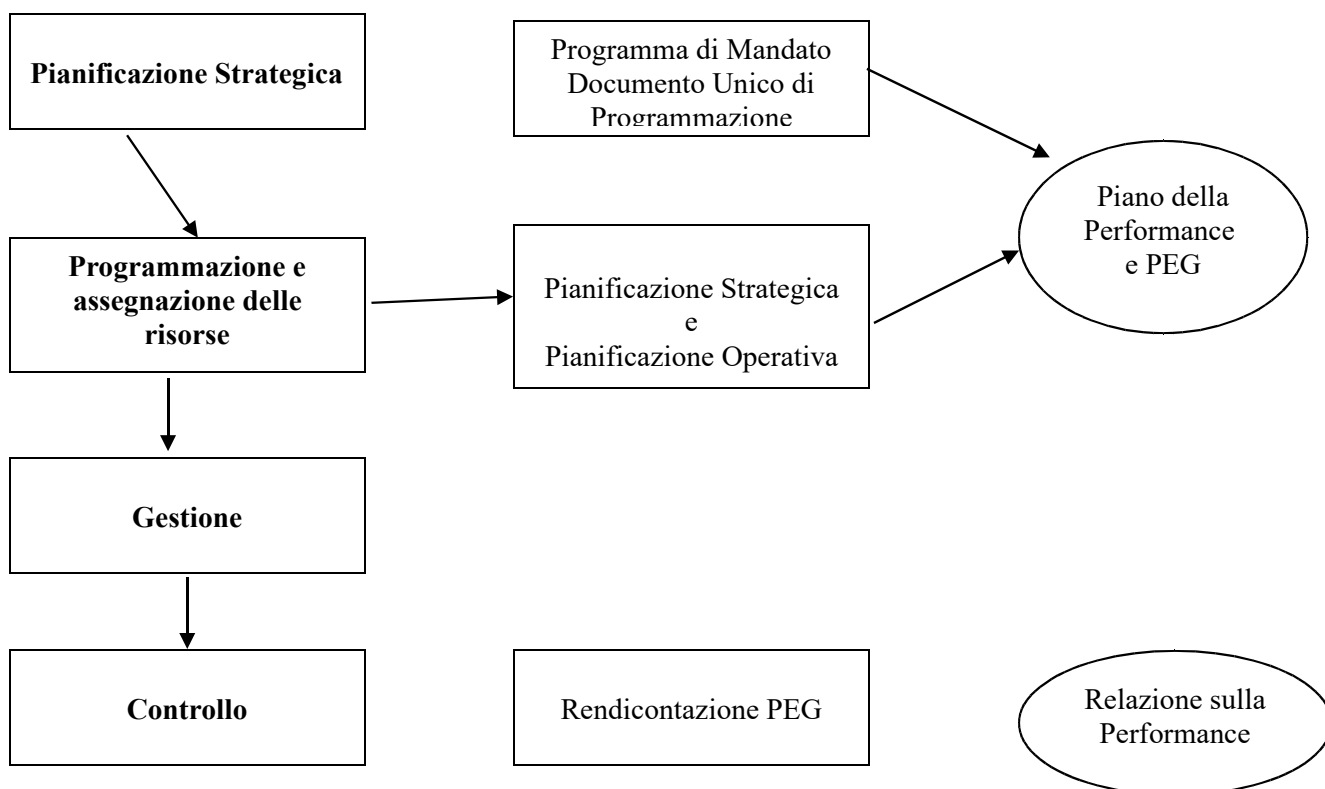 Pianificazione Strategica
Programma di Mandato
Documento Unico di
Programmazione
Piano della
Performance
e PEG
Programmazione e
assegnazione delle
risorse
Pianificazione Strategica
e
Pianificazione Operativa
Gestione
Controllo
Rendicontazione PEG
Relazione sulla
Performance